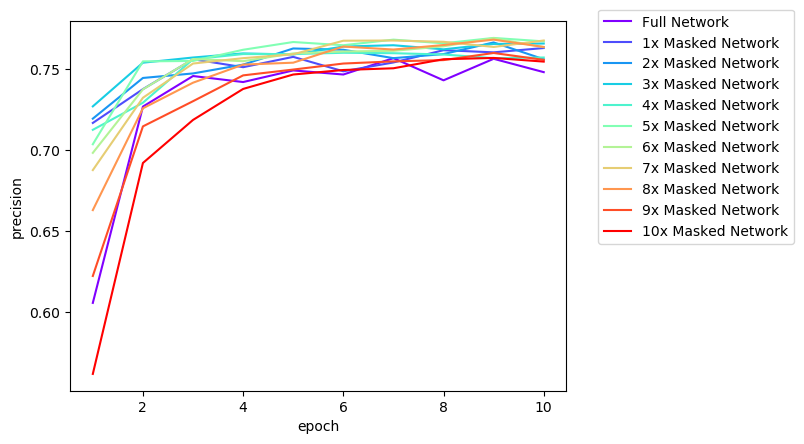 Full Network
1x Masked Network
2x Masked Network
3x Masked Network
4x Masked Network
5x Masked Network
6x Masked Network
7x Masked Network
8x Masked Network
9x Masked Network
10x Masked Network
precision
0.75
0.70
0.65
0.60
2 4 6 8 10
epoch